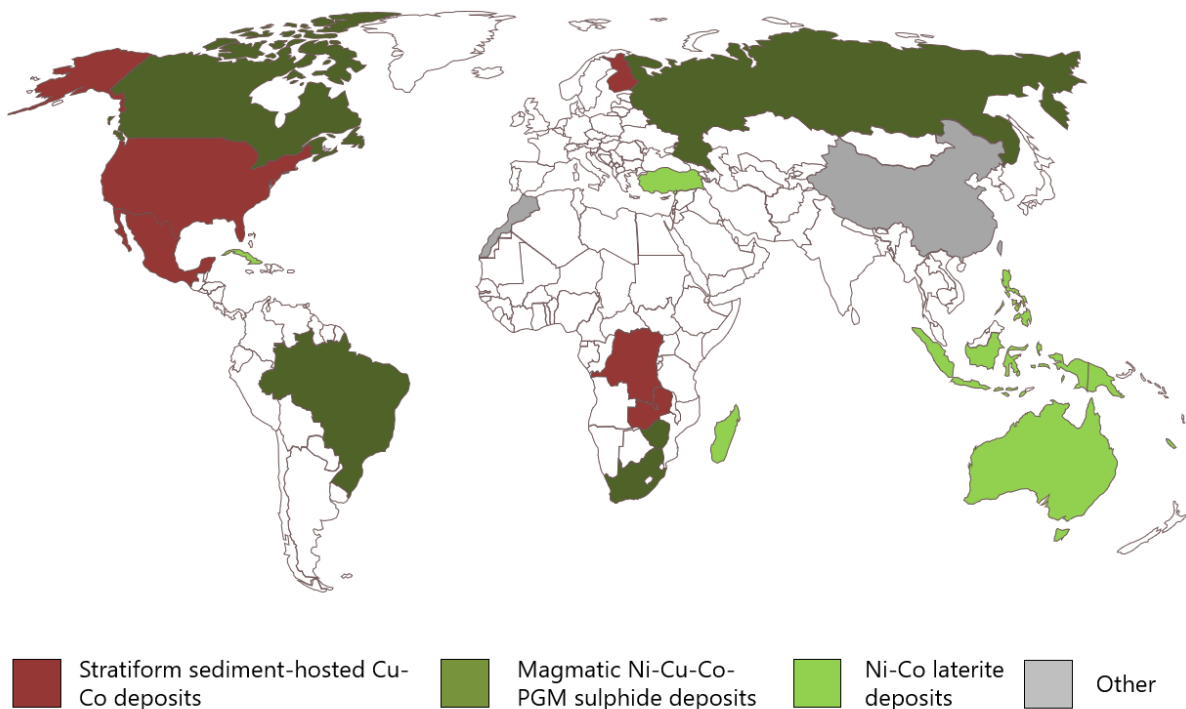 Stratiform sediment-hosted Cu-
Co deposits
Magmatic Ni-Cu-Co-
PGM sulphide deposits
Ni-Co laterite
deposits
Other